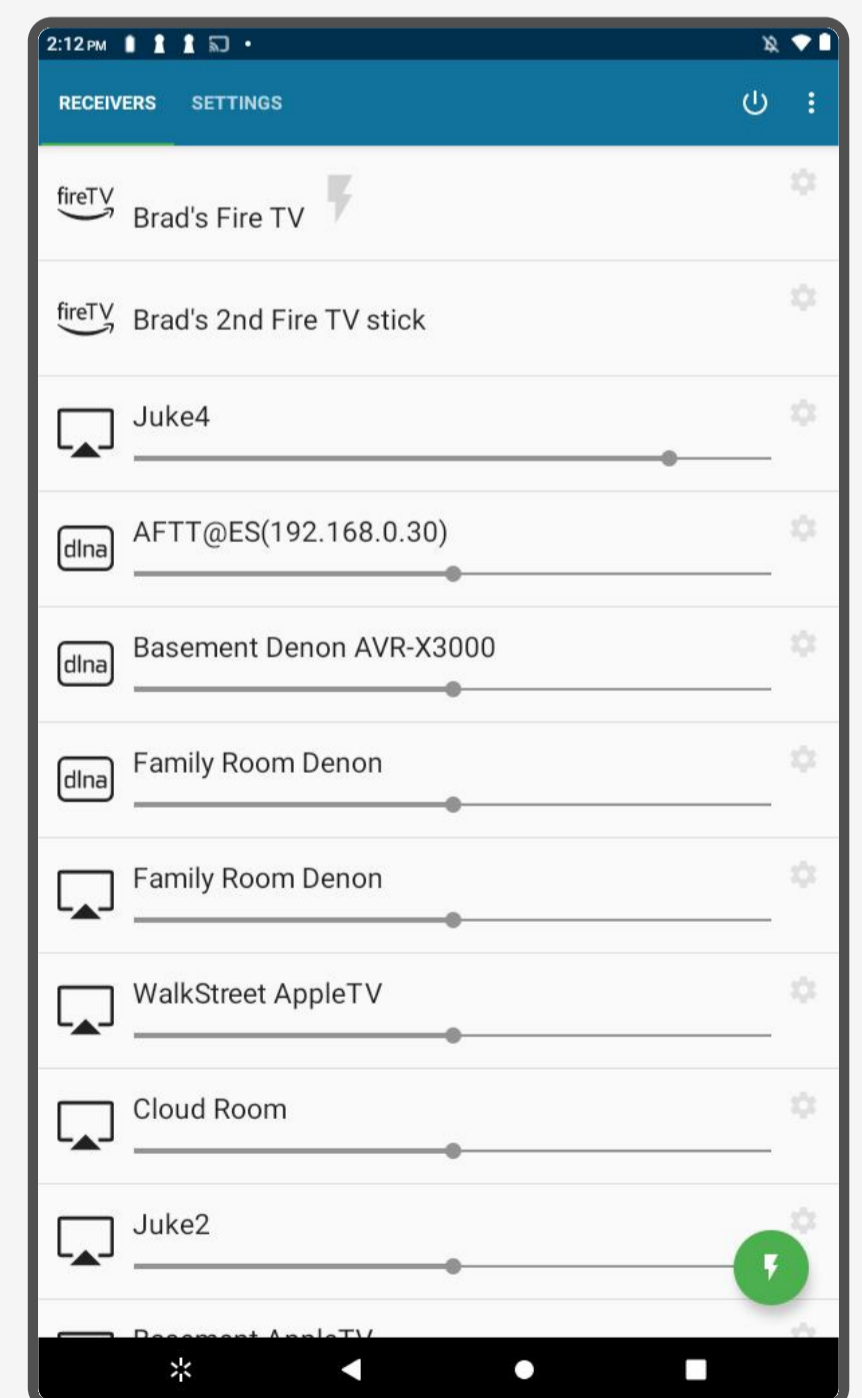 2:12 PM
RECEIVERS SETTINGS
fireTV
Brad's Fire TV
fireTV
Brad's 2nd Fire TV stick
Juke4
dlna
AFTT@ES(192.168.0.30)
dlna
Basement Denon AVR-X3000
dlna
Family Room Denon
Family Room Denon
WalkStreet AppleTV
Cloud Room
Juke2
Basement AppleTV